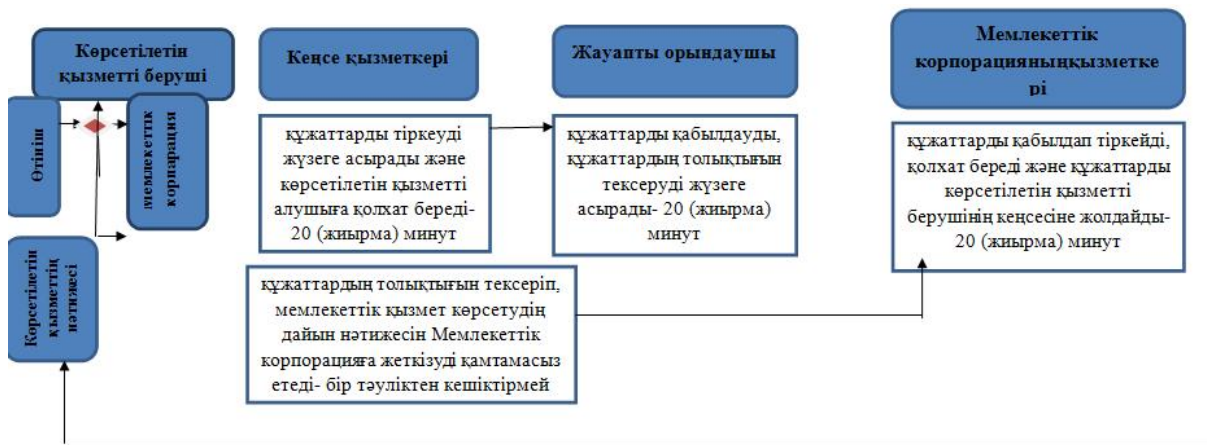 Көрсетілетін
қызметті беруші
Кеңсе қызметкері
Жауапты орындаушы
Мемлекеттік
корпорацияныңқызметке
рі
Өтініш
Мемлекеттік
корпарация
құжаттарды тіркеуді
жүзеге асырады және
көрсетілетін қызметті
алушыға қолхат береді-
20 (жиырма) минут
құжаттарды қабылдауды,
құжаттардың толықтығын
тексеруді жүзеге
асырады- 20 (жиырма)
минут
құжаттарды қабылдап тіркейді,
қолхат береді және құжаттарды
көрсетілетін қызметті
берушінің кеңсесіне жолдайды-
20 (жиырма) минут
Көрсетілетін
қызметтің
нәтижесі
құжаттардың толықтығын тексеріп,
мемлекеттік қызмет көрсетудің
дайын нәтижесін Мемлекеттік
корпорацияға жеткізуді қамтамасыз
етеді- бір тәуліктен кешіктірмей